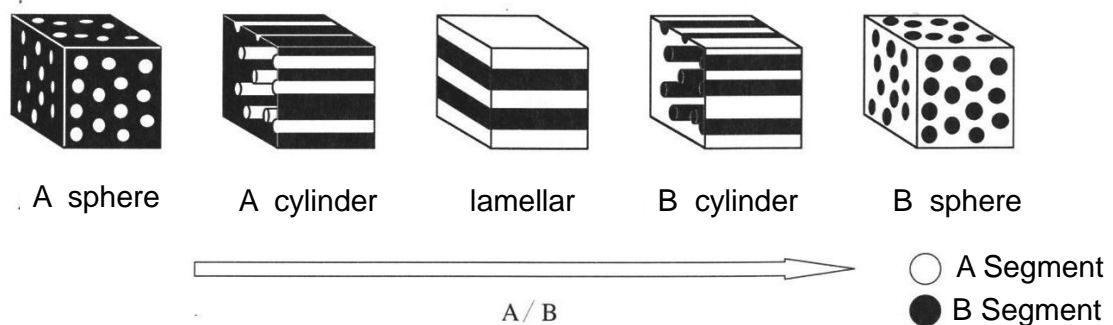 A sphere A cylinder lamellar B cylinder B sphere
A Segment
A/B
B Segment